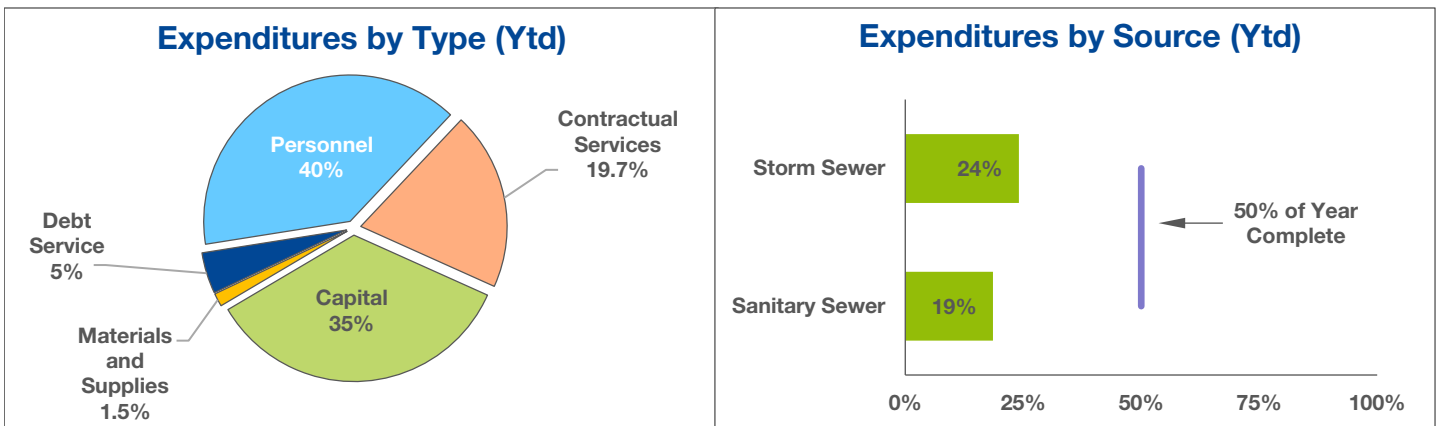 Expenditures by Type (Ytd)
Personnel
40%
Contractual
Services
19.7%
Debt
Service
5%
Capital
35%
Materials
and
Supplies
1.5%
Expenditures by Source (Ytd)
Storm Sewer
24%
50% of Year
Complete
Sanitary Sewer
19%
0%
25%
50%
75%
100%